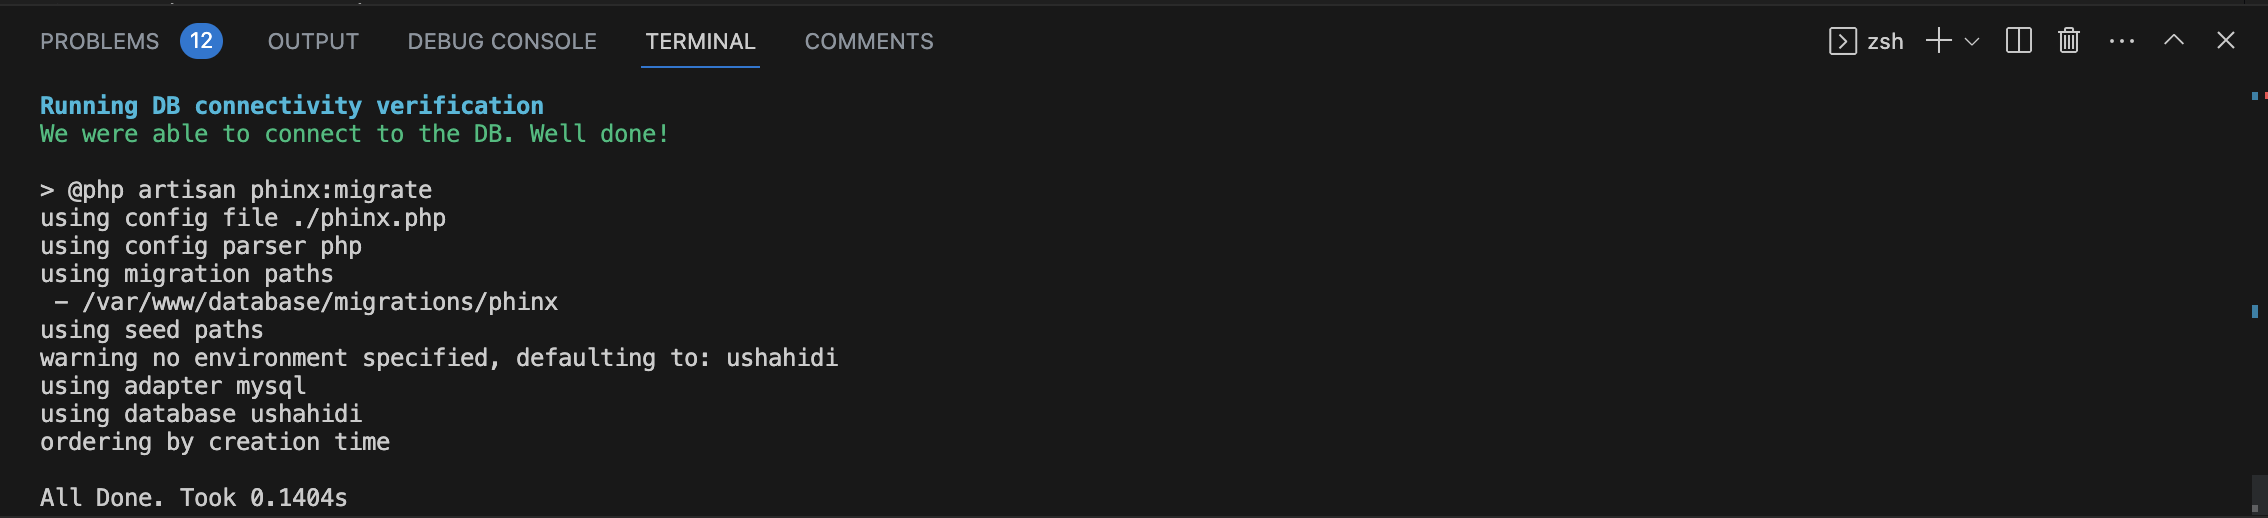 PROBLEMS 12 OUTPUT DEBUG CONSOLE TERMINAL COMMENTS zsh
Running DB connectivity verification
We were able to connect to the DB. Well done!
> @php artisan phinx:migrate
using config file ./phinx.php
using config parser php
using migration paths
 - /var/www/database/migrations/phinx
using seed paths
warning no environment specified, defaulting to: ushahidi
using adapter mysql
using database ushahidi
ordering by creation time
All Done. Took 0.1404s